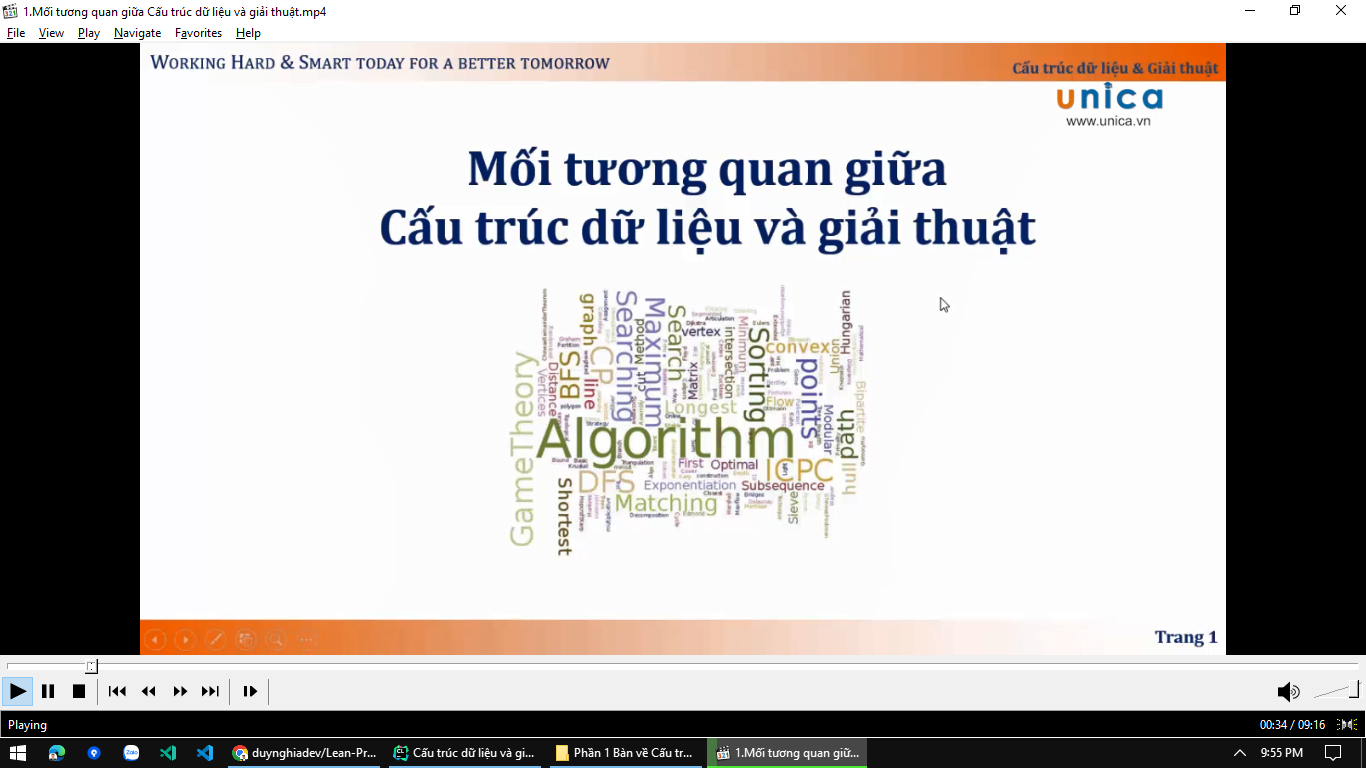 1.Mối tương quan giữa Cấu trúc dữ liệu và giải thuật.mp4
File View Play Navigate Favorites Help
WORKING HARD & SMART TODAY FOR A BETTER TOMORROW
Cấu trúc dữ liệu & Giải thuật
unica
www.unica.vn
Mối tương quan giữa
Cấu trúc dữ liệu và giải thuật
graph
Searching
Maximum
Search
Method
cut
vertex
Matrix
intersection
Minimum
Sorting
convex
Union
Hungarian
points
BFS
CP
line
Distance
Vertices
GameTheory
Longest
Flow
Modular
path
Bipartite
Algorithm
First
Optimal
ICPC
hull
DFS
Exponentiation
Subsequence
Shortest
Matching
Sieve
Trang 1
Playing
00:34 / 09:16
duynghiadev/Lean-Pr...
Cấu trúc dữ liệu và gi...
Phần 1 Bàn về Cấu tr...
1.Mối tương quan giữ...
9:55 PM